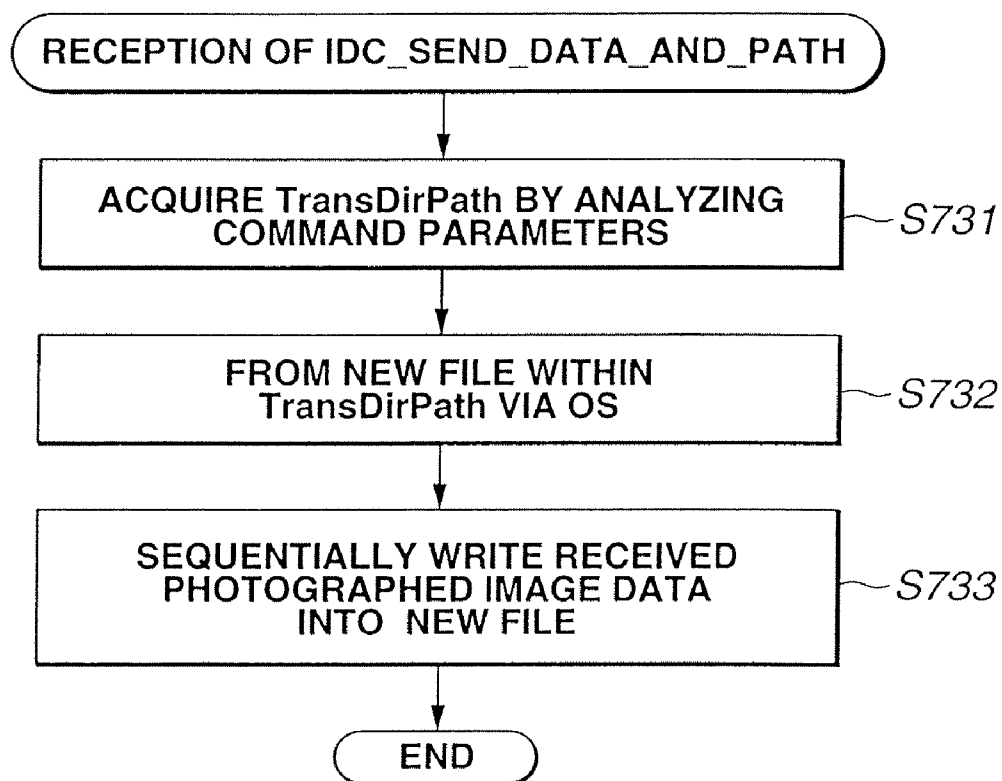 RECEPTION OF IDC_SEND_DATA_AND_PATH
ACQUIRE TransDirPath BY ANALYZING
COMMAND PARAMETERS
S731
FROM NEW FILE WITHIN
TransDirPath VIA OS
S732
SEQUENTIALLY WRITE RECEIVED
PHOTOGRAPHED IMAGE DATA
INTO NEW FILE
S733
END